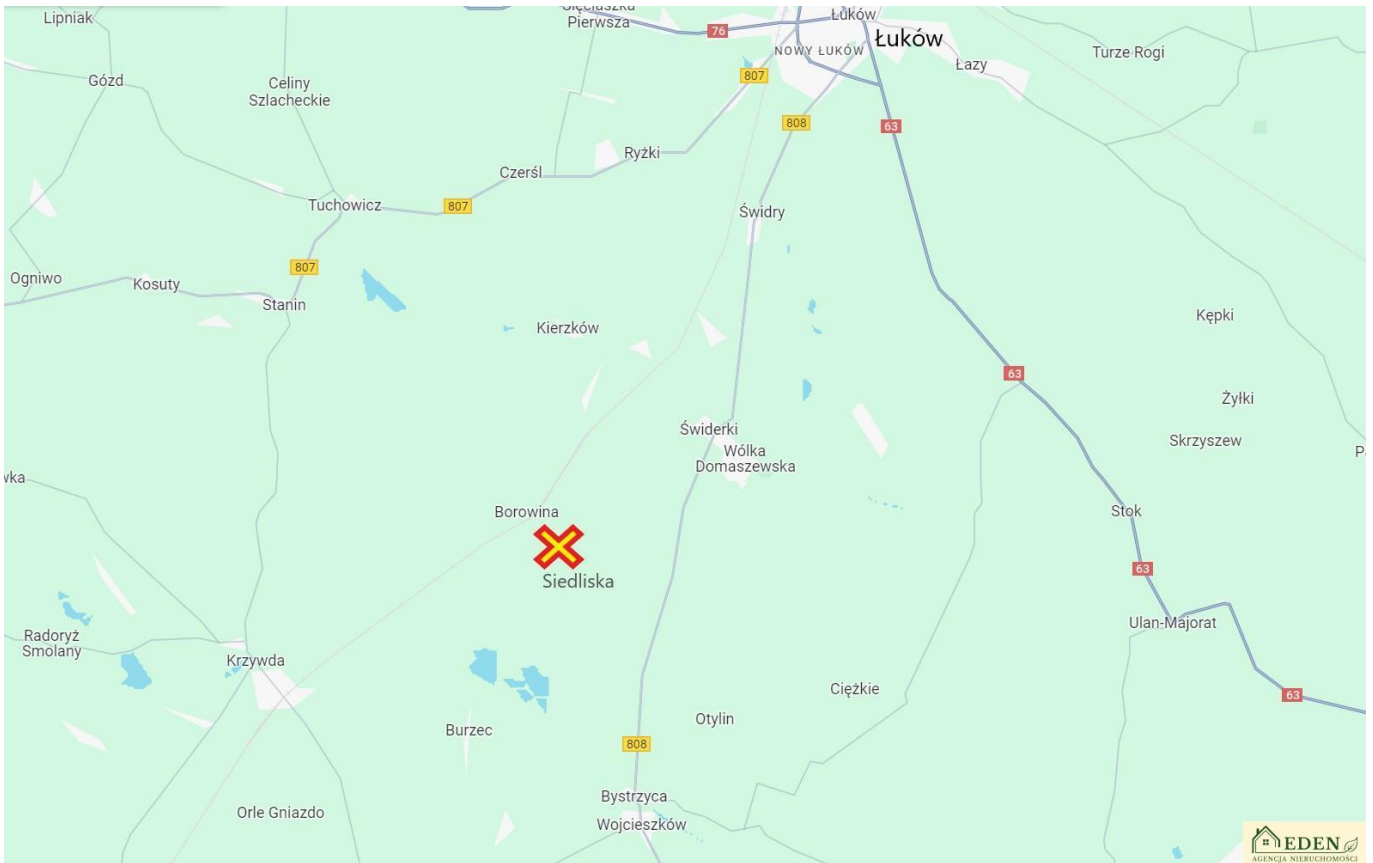 Lipniak
Pierwsza
76
Łuków
Łuków
NOWY ŁUKÓW
Łazy
Turze Rogi
Gózd
Celiny
Szlacheckie
807
808
63
Ryżki
Czerśl
Tuchowicz
807
Świdry
807
Ogniwo
Kosuty
Stanin
Kierzków
Kępki
63
Żyłki
Świderki
Wólka
Domaszewska
Skrzyszew
Borowina
Stok
Siedliska
63
Ulan-Majorat
Radoryż
Smolany
Krzywda
Ciężkie
63
Otylin
Burzec
808
Bystrzyca
Orle Gniazdo
Wojcieszków
EDEN
AGENCJA NIERUCHOMOŚCI